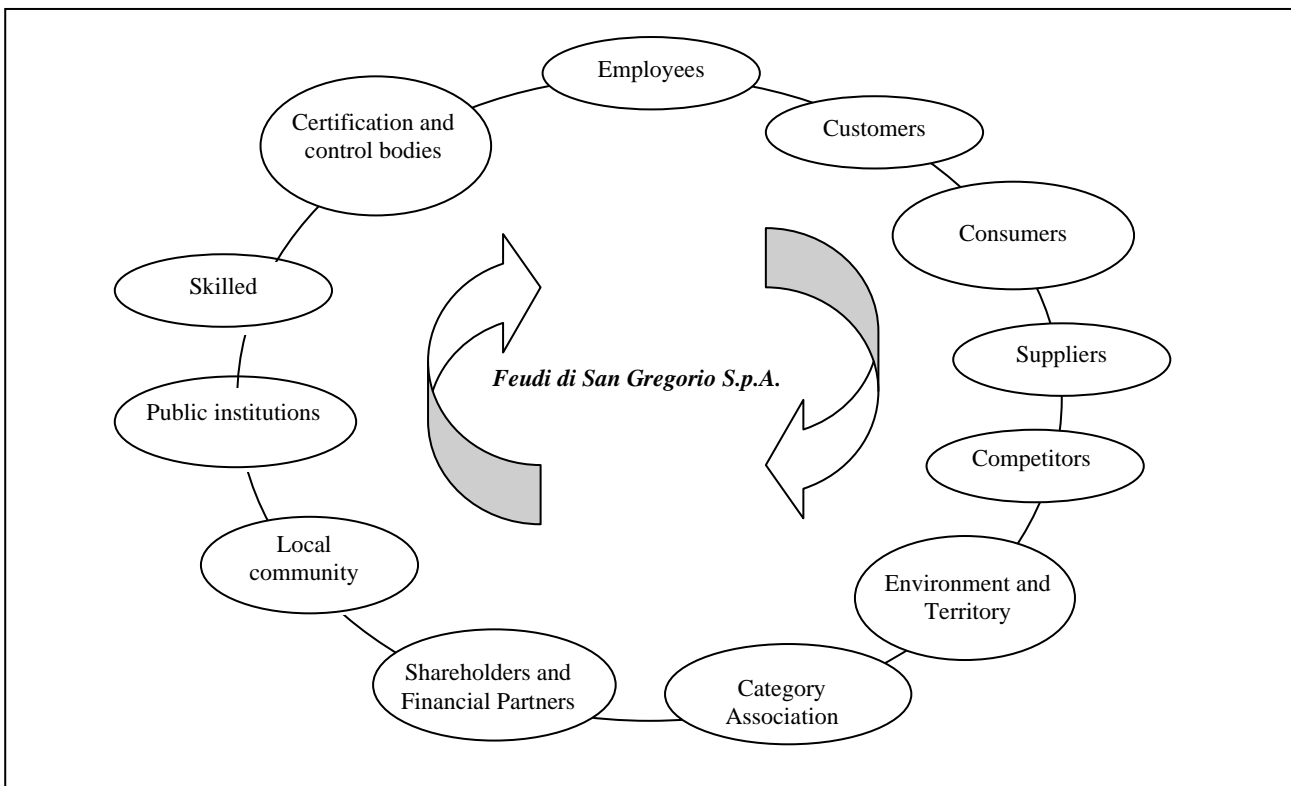 Employees
Customers
Consumers
Suppliers
Competitors
Environment and
Territory
Category
Association
Shareholders and
Financial Partners
Local
community
Public institutions
Skilled
Certification and
control bodies
Feudi di San Gregorio S.p.A.